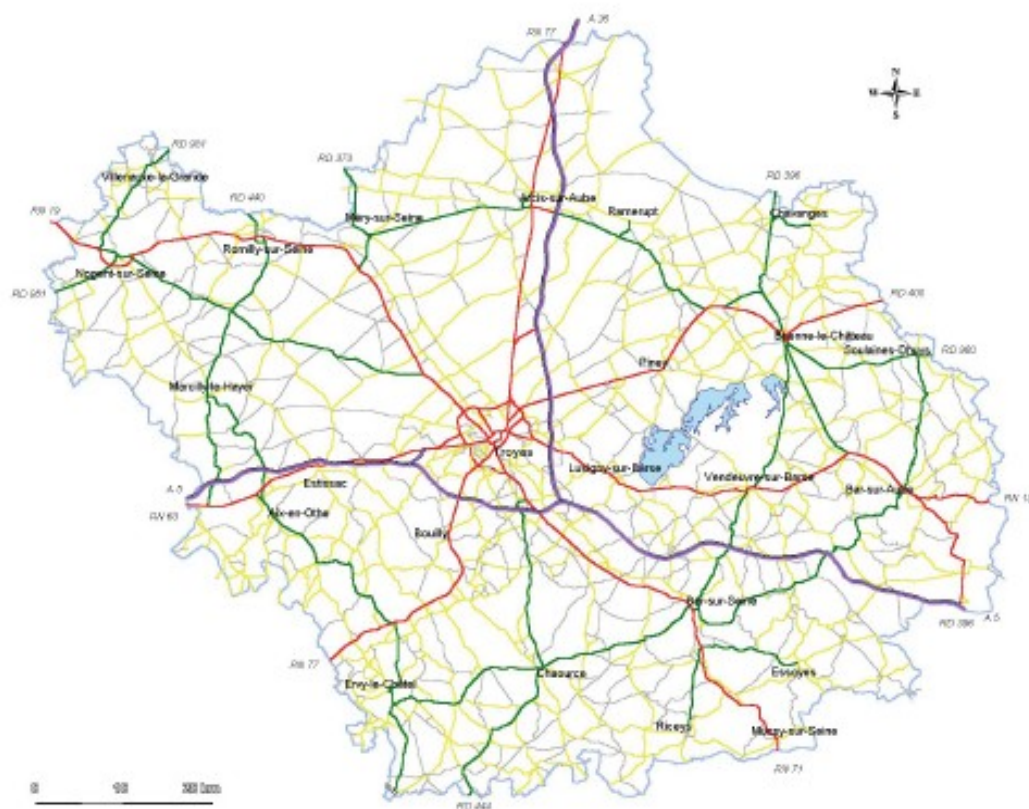 A 26
RN 77
N
W E
S
RD 951
RD 373
Villeneuve-la-Grande
RD 396
RD 440
Arcis-sur-Aube
Ramerupt
Chavanges
RN 19
Méry-sur-Seine
Romilly-sur-Seine
Nogent-sur-Seine
RD 951
RD 400
Brienne-le-Château
Soulaines-Dhuys
RD 960
Piney
Marcilly-le-Hayer
Troyes
Lusigny-sur-Barse
Vendeuvre-sur-Barse
Estissac
Bar-sur-Aube
A 5
RN 60
Aix-en-Othe
Bouilly
Bar-sur-Seine
RD 396
A 5
RN 77
Ervy-le-Châtel
Chaource
Essoyes
Riceys
Mussy-sur-Seine
RN 71
0 10 20 km
RD 444